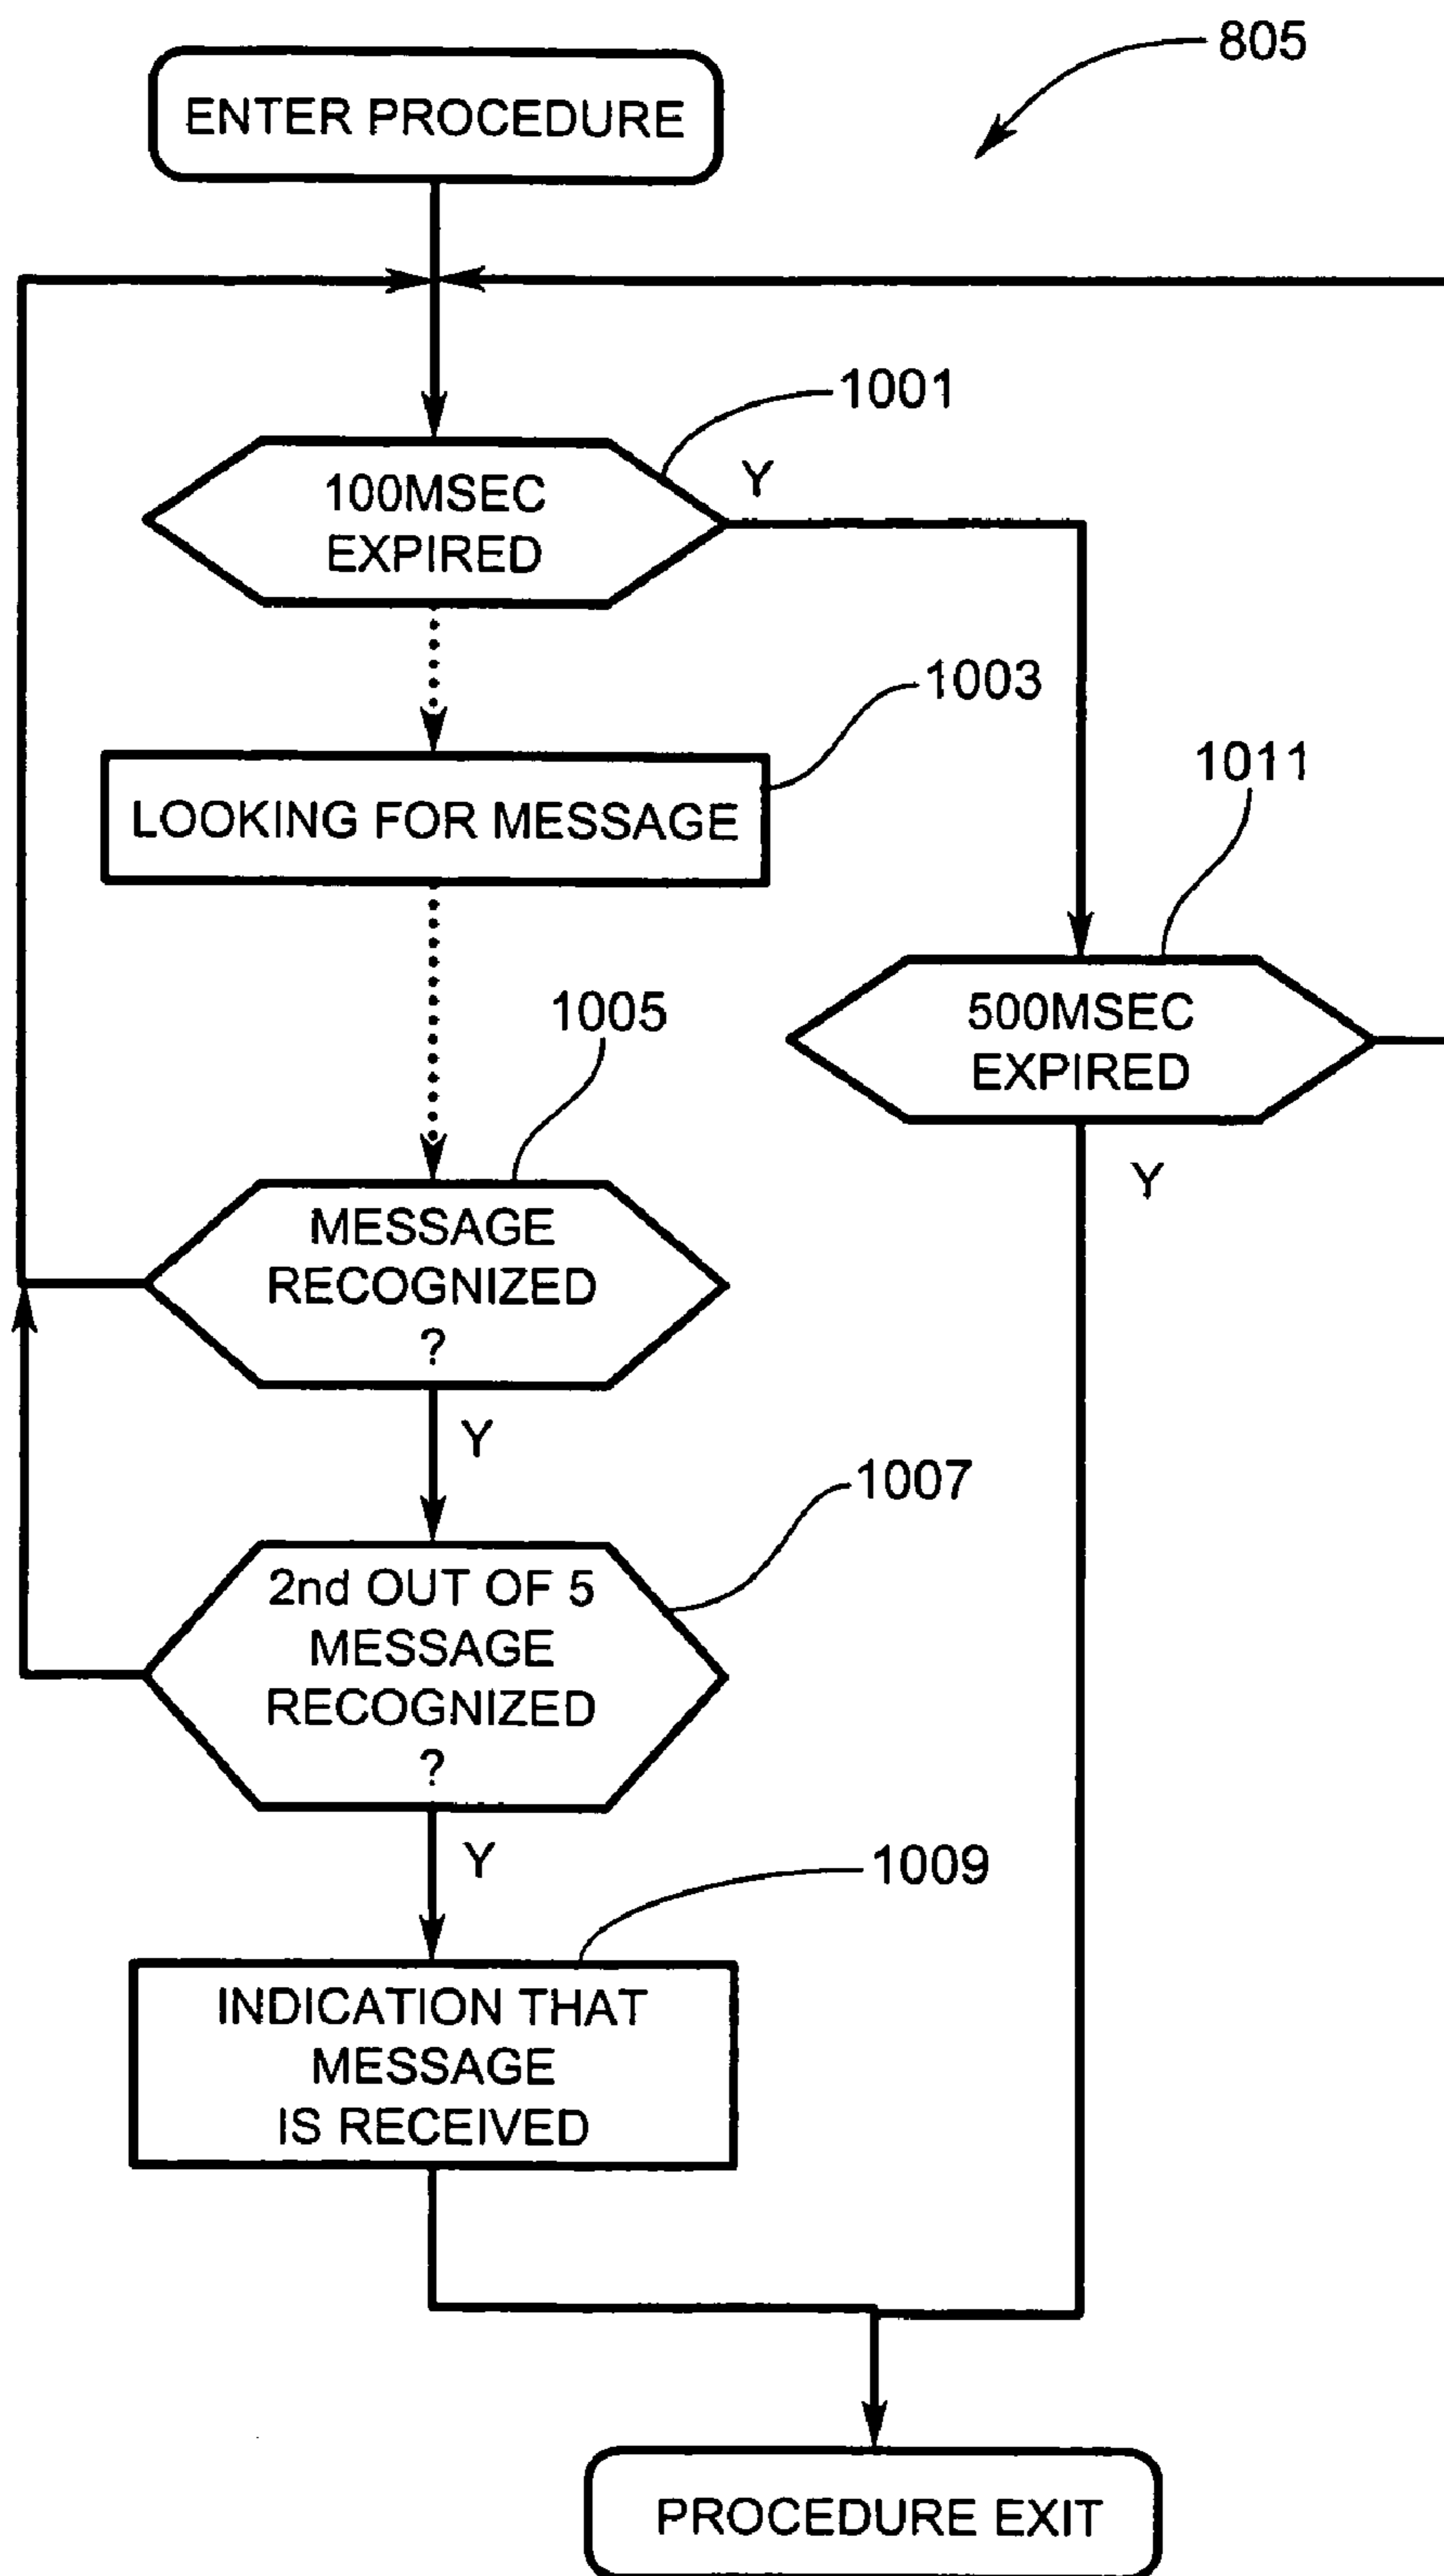 805
ENTER PROCEDURE
1001
100MSEC
EXPIRED
Y
1003
LOOKING FOR MESSAGE
1011
500MSEC
EXPIRED
Y
1005
MESSAGE
RECOGNIZED
?
Y
1007
2nd OUT OF 5
MESSAGE
RECOGNIZED
?
Y
1009
INDICATION THAT
MESSAGE
IS RECEIVED
PROCEDURE EXIT